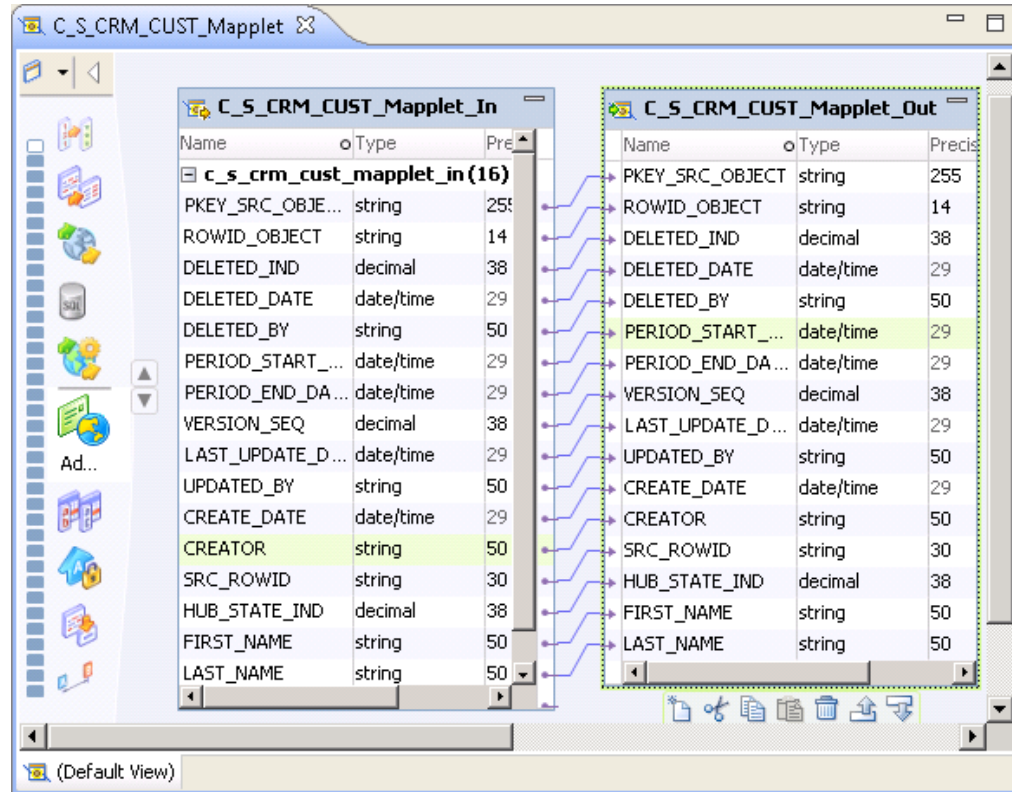 C_S_CRM_CUST_Mapplet
C_S_CRM_CUST_Mapplet_In
Name Type Pre
c_s_crm_cust_mapplet_in (16)
PKEY_SRC_OBJE... string 255
ROWID_OBJECT string 14
DELETED_IND decimal 38
DELETED_DATE date/time 29
DELETED_BY string 50
PERIOD_START_... date/time 29
PERIOD_END_DA... date/time 29
VERSION_SEQ decimal 38
LAST_UPDATE_D... date/time 29
UPDATED_BY string 50
CREATE_DATE date/time 29
CREATOR string 50
SRC_ROWID string 30
HUB_STATE_IND decimal 38
FIRST_NAME string 50
LAST_NAME string 50
C_S_CRM_CUST_Mapplet_Out
Name Type Precis
PKEY_SRC_OBJECT string 255
ROWID_OBJECT string 14
DELETED_IND decimal 38
DELETED_DATE date/time 29
DELETED_BY string 50
PERIOD_START_... date/time 29
PERIOD_END_DA... date/time 29
VERSION_SEQ decimal 38
LAST_UPDATE_D... date/time 29
UPDATED_BY string 50
CREATE_DATE date/time 29
CREATOR string 50
SRC_ROWID string 30
HUB_STATE_IND decimal 38
FIRST_NAME string 50
LAST_NAME string 50
SQL
Ad...
(Default View)